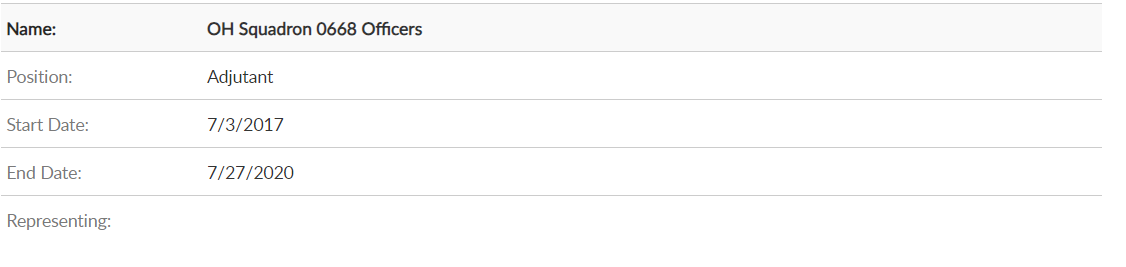 Name: OH Squadron 0668 Officers
Position: Adjutant
Start Date: 7/3/2017
End Date: 7/27/2020
Representing: